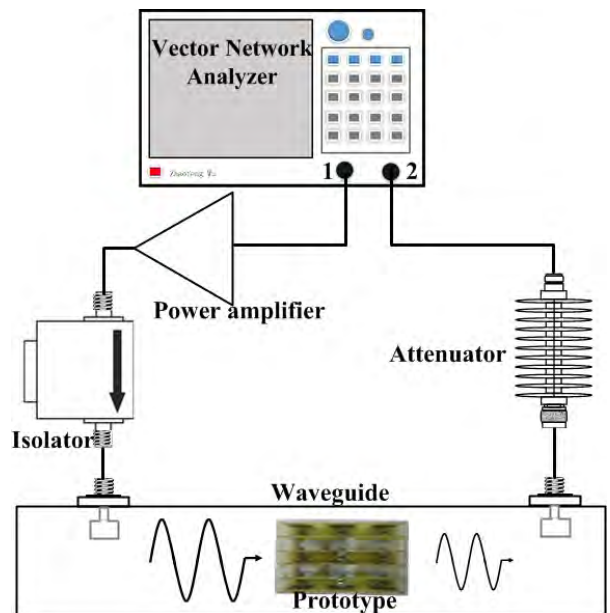 Vector Network
Analyzer
1 2
Power amplifier
Attenuator
Isolator
Waveguide
Prototype